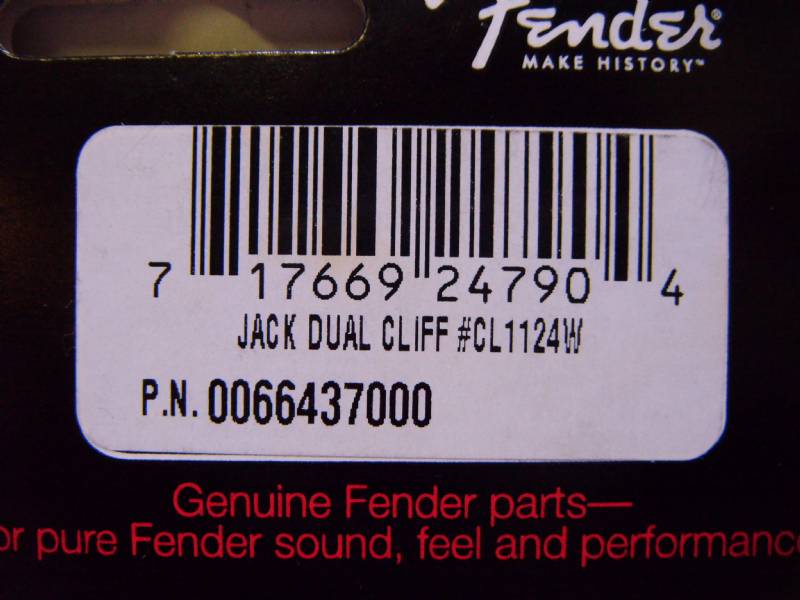 Fender
MAKE HISTORY™
7 17669 24790 4
JACK DUAL CLIFF #CL1124W
P.N. 0066437000
Genuine Fender parts—
or pure Fender sound, feel and performanc